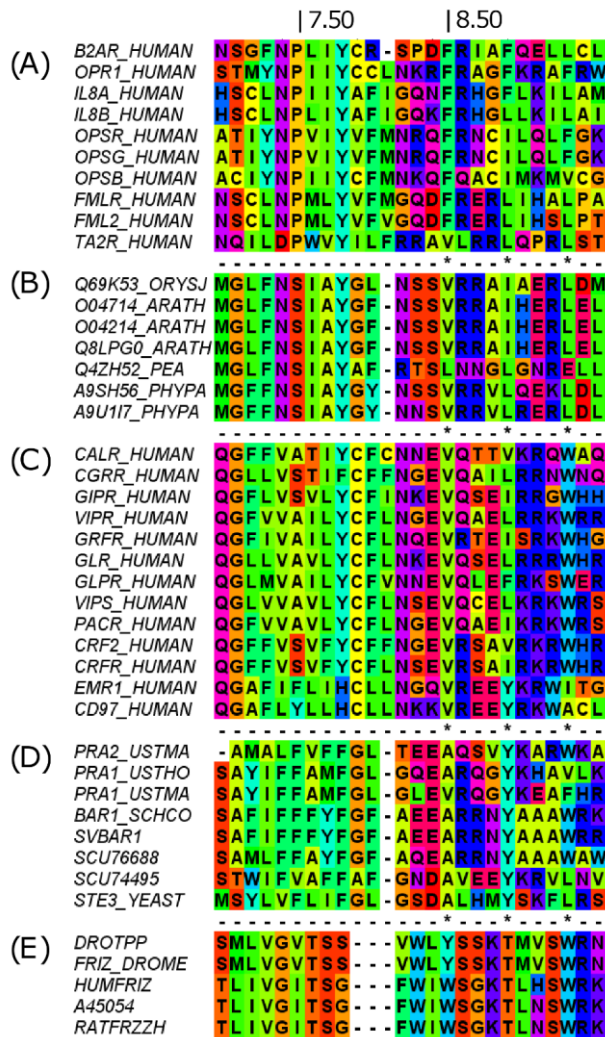 |7.50 |8.50
(A)
B2AR_HUMAN NSGFNPLIYCR-SPDFRIAFQELLCL
OPR1_HUMAN STMYNPIIYCCLNKRFRAGFKRAFRW
IL8A_HUMAN HSCLNPIIYAFIGQNFRHGFLKILAM
IL8B_HUMAN HSCLNPLIYAFIGQKFRHGLLKILAI
OPSR_HUMAN ATIYNPVIYVFMNRQFRNCILQLFGK
OPSG_HUMAN ATIYNPVIYVFMNRQFRNCILQLFGK
OPSB_HUMAN ACIYNPIIYCFMNKQFQACIMKMVCG
FMLR_HUMAN NSCLNPMLYVFMGQDFRERLIHALPA
FML2_HUMAN NSCLNPMLYVFVGQDFRERLIHSLPT
TA2R_HUMAN NQILDPWVYILFRRAVLRRLQPRLST
---------------*---*---*--
(B)
Q69K53_ORYSJ MGLFNSIAYGL-NSSVRRAIAERLDM
O04714_ARATH MGLFNSIAYGF-NSSVRRAIHERLEL
O04214_ARATH MGLFNSIAYGF-NSSVRRAIHERLEL
Q8LPG0_ARATH MGLFNSIAYGF-NSSVRRAIHERLEL
Q4ZH52_PEA MGLFNSIAYAF-RTSLNNGLGNRELL
A9SH56_PHYPA MGFFNSIAYGY-NSSVRRVLQEKLDL
A9U1I7_PHYPA MGFFNSIAYGY-NNSVRRVLRERLDL
---------------*---*---*--
(C)
CALR_HUMAN QGFFVATIYCFCNNEVQTTVKRQWAQ
CGRR_HUMAN QGLLVSTIFCFFNGEVQAILRRNWNQ
GIPR_HUMAN QGFLVSVLYCFINKEVQSEIRRGWHH
VIPR_HUMAN QGFVVAILYCFLNGEVQAELRRKWRR
GRFR_HUMAN QGFIVAILYCFLNQEVRTEISRKWHG
GLR_HUMAN QGLLVAILYCFLNKEVQSELRRRWHR
GLPR_HUMAN QGLMVAILYCFVNNEVQLEFRKSWER
VIPS_HUMAN QGLVVAVLYCFLNSEVQCELKRKWRS
PACR_HUMAN QGFVVAVLYCFLNGEVQAELRRKWRS
CRF2_HUMAN QGFFVSVFYCFFNGEVRSAVRKRWHR
CRFR_HUMAN QGFFVSVFYCFLNSEVRSAIRKRWHR
EMR1_HUMAN QGAFIFLIHCLLNGQVREEYKRWITG
CD97_HUMAN QGAFLYLLHCLLNKKVREEYRKWACL
---------------*---*---*--
(D)
PRA2_USTMA -AMALFVFFGL-TEEAQSVYKARWKA
PRA1_USTHO SAYIFFAMFGL-GQEARQGYKHAVLK
PRA1_USTMA SAYIFFAMFGL-GLEVRQGYKEAFHR
BAR1_SCHCO SAFIFFFYFGF-AEEARRNYAAAWRK
SVBAR1 SAFIFFFYFGF-AEEARRNYAAAWRK
SCU76688 SAMLFFAYFGF-AQEARRNYAAAWAW
SCU74495 STWIFVAFFAF-GNDAVEEYKRVLNV
STE3_YEAST MSYLVFLIFGL-GSDALHMYSKFLRS
---------------*---*---*--
(E)
DROTPP SMLVGVTSS---VWLYSSKTMVSWRN
FRIZ_DROME SMLVGVTSS---VWLYSSKTMVSWRN
HUMFRIZ TLIVGITSG---FWIWSGKTLHSWRK
A45054 TLIVGITSG---FWIWSGKTLNSWRK
RATFRZZH TLIVGITSG---FWIWSGKTLNSWRK